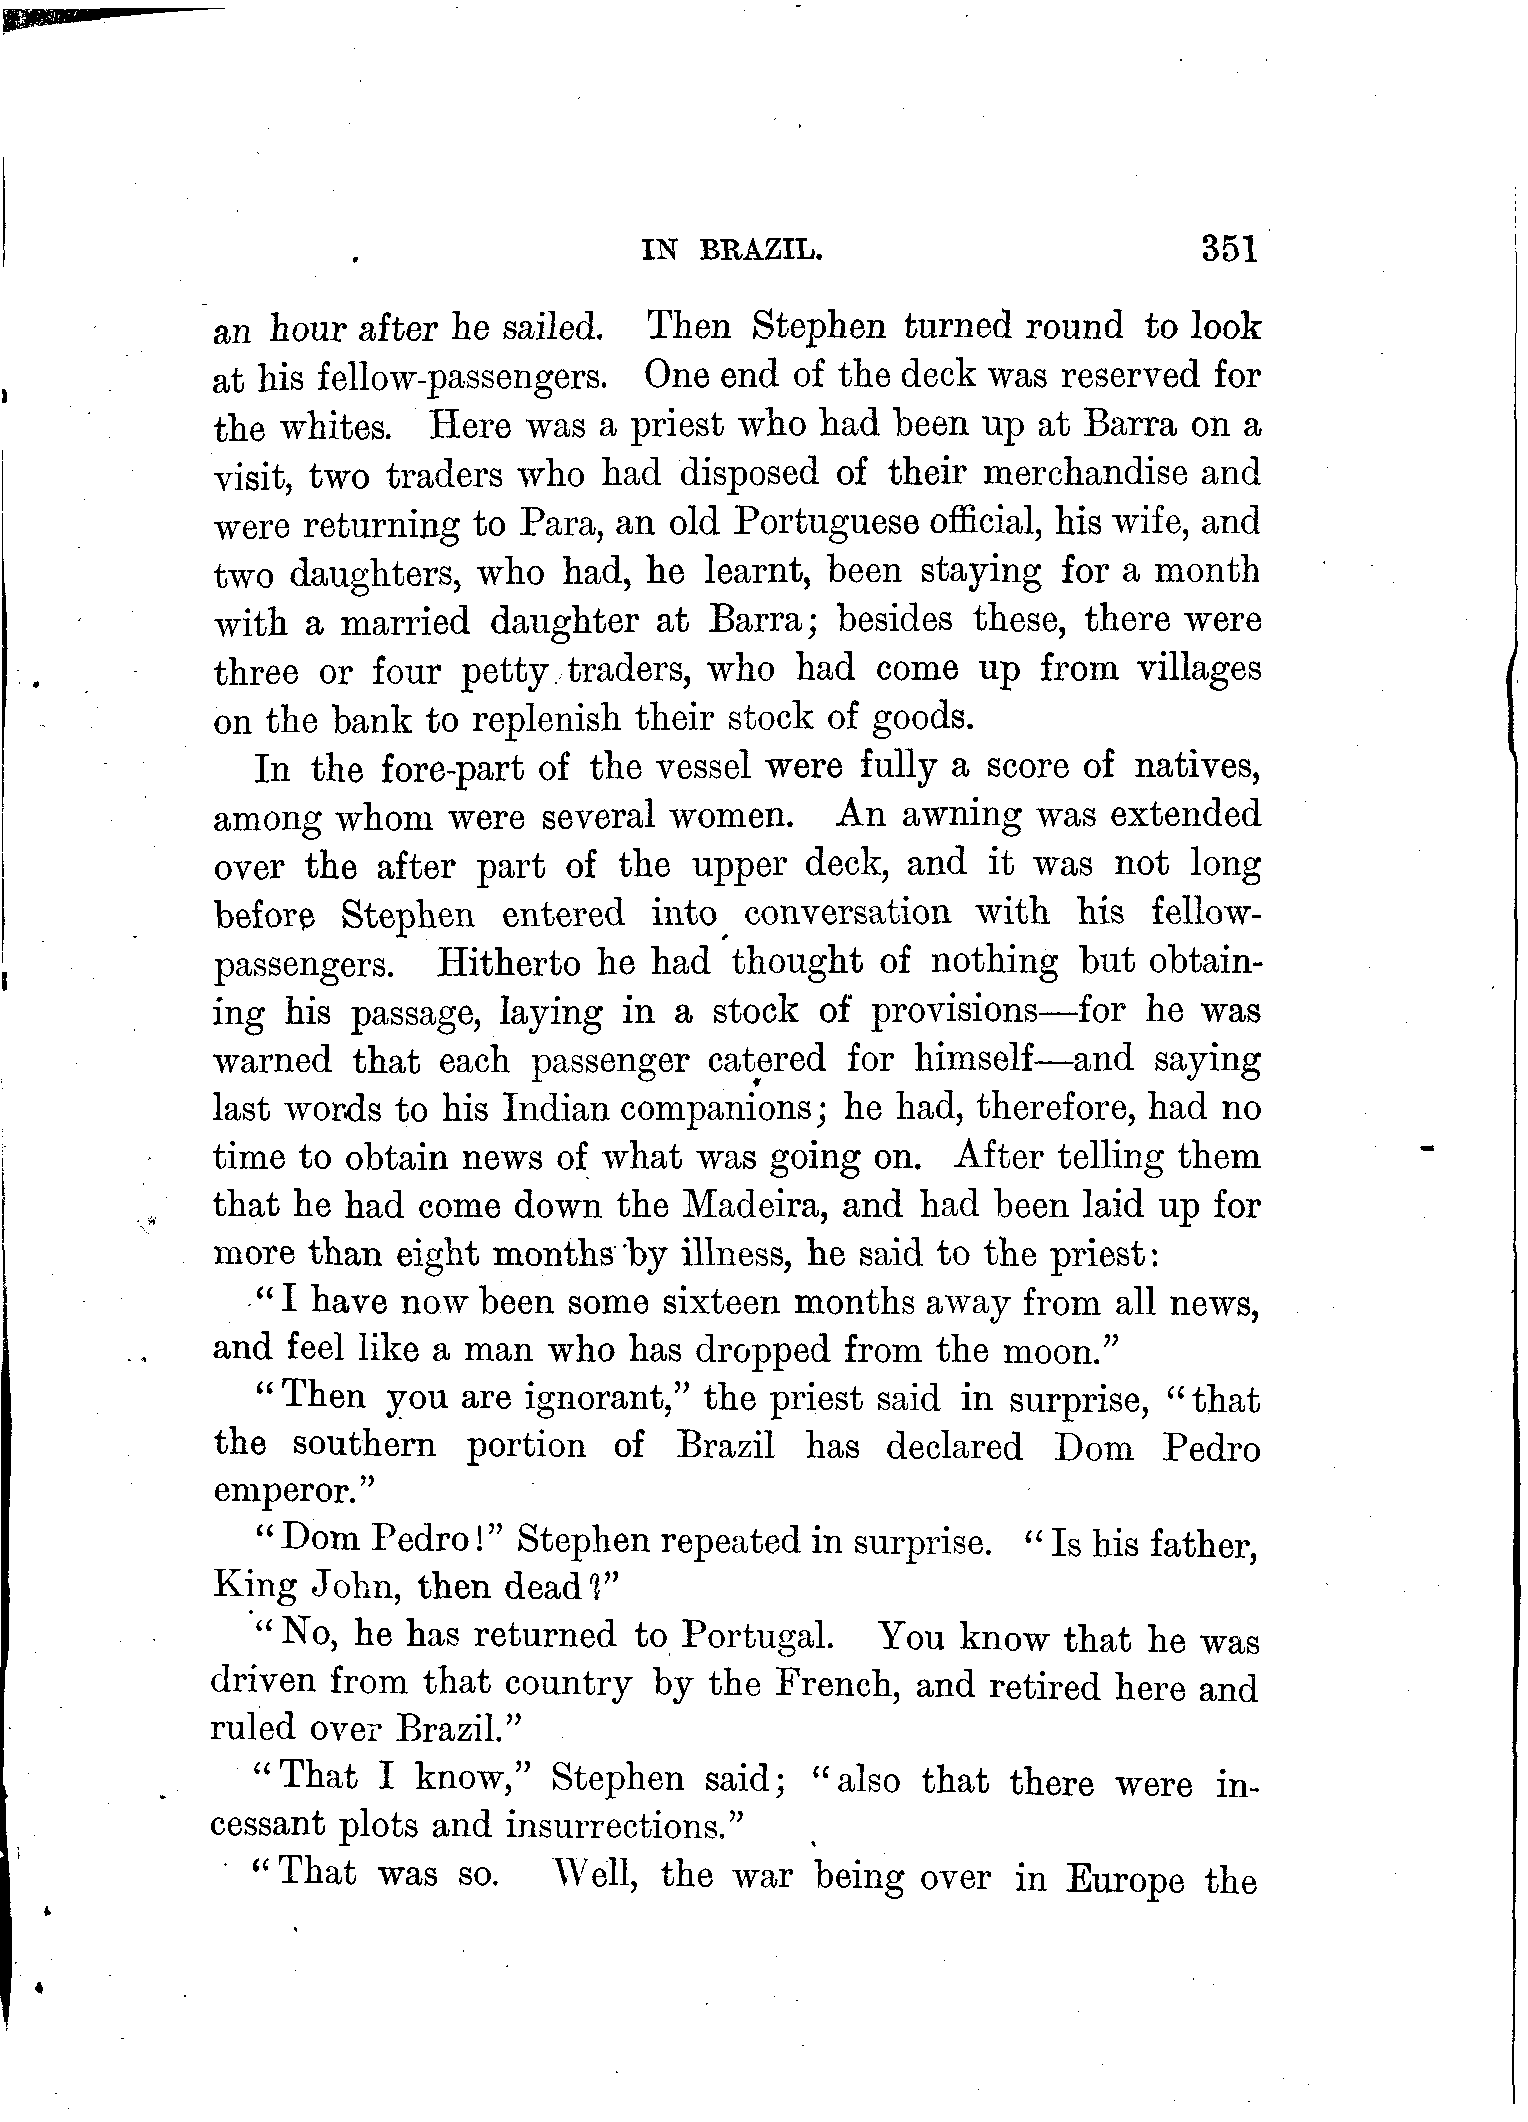 IN BRAZIL. 351
an hour after he sailed. Then Stephen turned round to look
at his fellow-passengers. One end of the deck was reserved for
the whites. Here was a priest who had been up at Barra on a
visit, two traders who had disposed of their merchandise and
were returning to Para, an old Portuguese official, his wife, and
two daughters, who had, he learnt, been staying for a month
with a married daughter at Barra; besides these, there were
three or four petty traders, who had come up from villages
on the bank to replenish their stock of goods.
In the fore-part of the vessel were fully a score of natives,
among whom were several women. An awning was extended
over the after part of the upper deck, and it was not long
before Stephen entered into conversation with his fellow-
passengers. Hitherto he had thought of nothing but obtain-
ing his passage, laying in a stock of provisions—for he was
warned that each passenger catered for himself—and saying
last words to his Indian companions; he had, therefore, had no
time to obtain news of what was going on. After telling them
that he had come down the Madeira, and had been laid up for
more than eight months by illness, he said to the priest:
“I have now been some sixteen months away from all news,
and feel like a man who has dropped from the moon.”
“Then you are ignorant,” the priest said in surprise, “that
the southern portion of Brazil has declared Dom Pedro
emperor.”
“Dom Pedro!” Stephen repeated in surprise. “Is his father,
King John, then dead?”
“No, he has returned to Portugal. You know that he was
driven from that country by the French, and retired here and
ruled over Brazil.”
“That I know,” Stephen said; “also that there were in-
cessant plots and insurrections.”
“That was so. Well, the war being over in Europe the